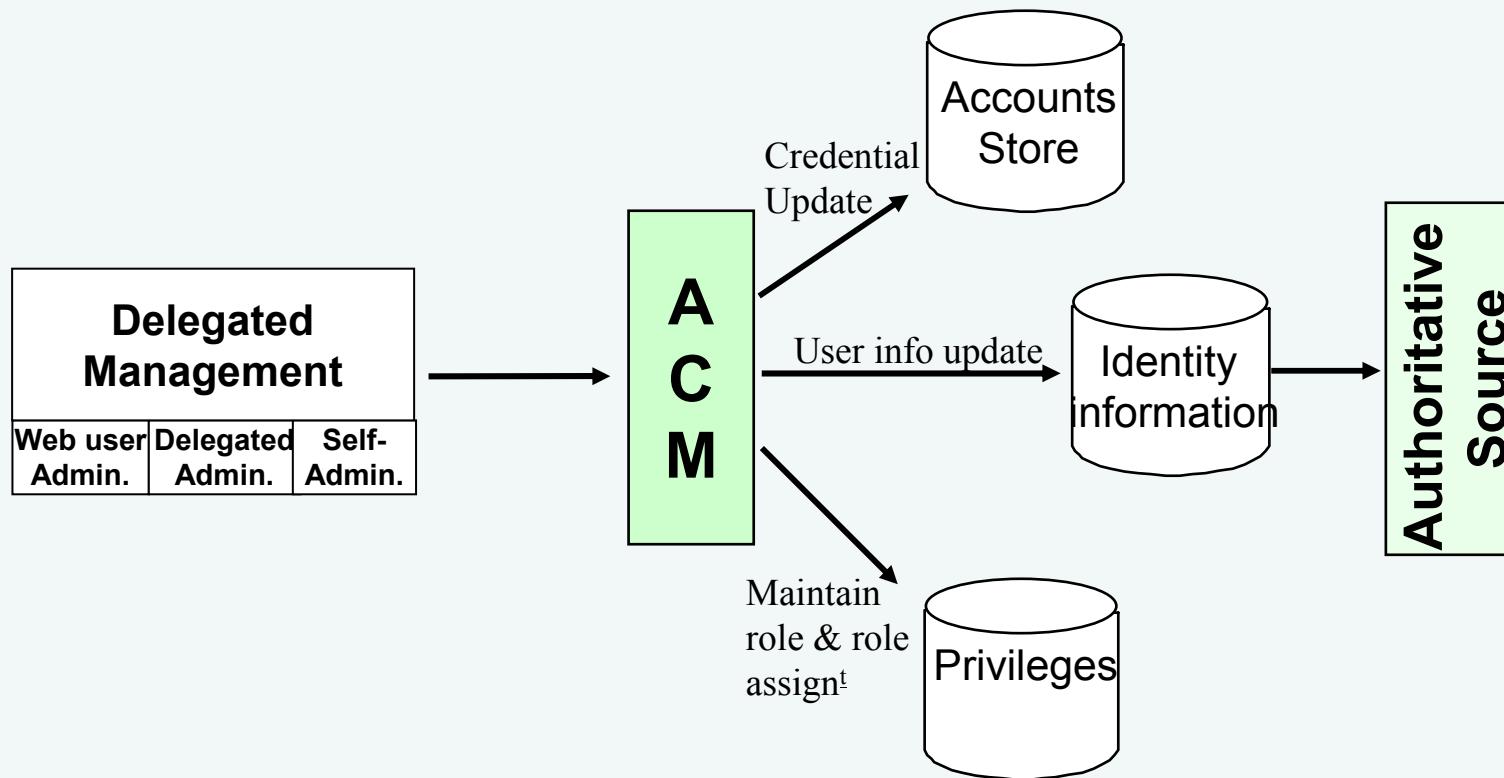 Accounts
Store
Credential
Update
Delegated
Management
Web user
Admin.
Delegated
Admin.
Self-
Admin.
A
C
M
User info update
Identity
information
Authoritative
Source
Maintain
role & role
assignᵗ
Privileges